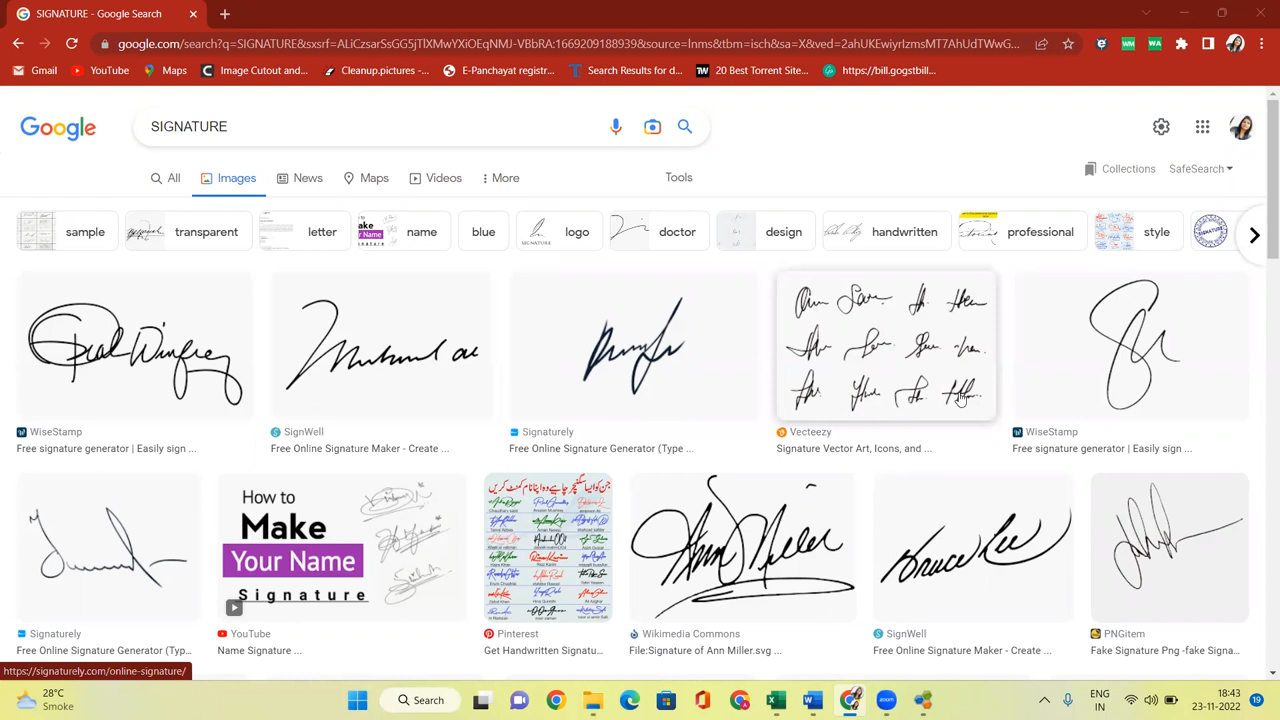 SIGNATURE - Google Search
google.com/search?q=SIGNATURE&sxsrf=ALiCzsarSsGG5jTlXMwYXiOEqNMJ-VBbRA:1669209188939&source=lnms&tbm=isch&sa=X&ved=2ahUKEwiyrIzmsMT7AhUdTWwG...
Gmail YouTube Maps Image Cutout and... Cleanup.pictures -... E-Panchayat registr... Search Results for d... 20 Best Torrent Site... https://bill.gogstbill...
Google SIGNATURE
All Images News Maps Videos More Tools Collections SafeSearch
sample transparent letter name blue logo doctor design handwritten professional style
WiseStamp SignWell Signaturely Vecteezy WiseStamp
Free signature generator | Easily sign ... Free Online Signature Maker - Create ... Free Online Signature Generator (Type ... Signature Vector Art, Icons, and ... Free signature generator | Easily sign ...
How to
Make
Your Name
Signature
Ann Miller
Bruce Lee
Signaturely YouTube Pinterest Wikimedia Commons SignWell PNGitem
Free Online Signature Generator (Typ... Name Signature ... Get Handwritten Signatu... File:Signature of Ann Miller.svg ... Free Online Signature Maker - Create ... Fake Signature Png -fake Signa...
https://signaturely.com/online-signature/
28°C
Smoke
Search
ENG
IN
18:43
23-11-2022
19